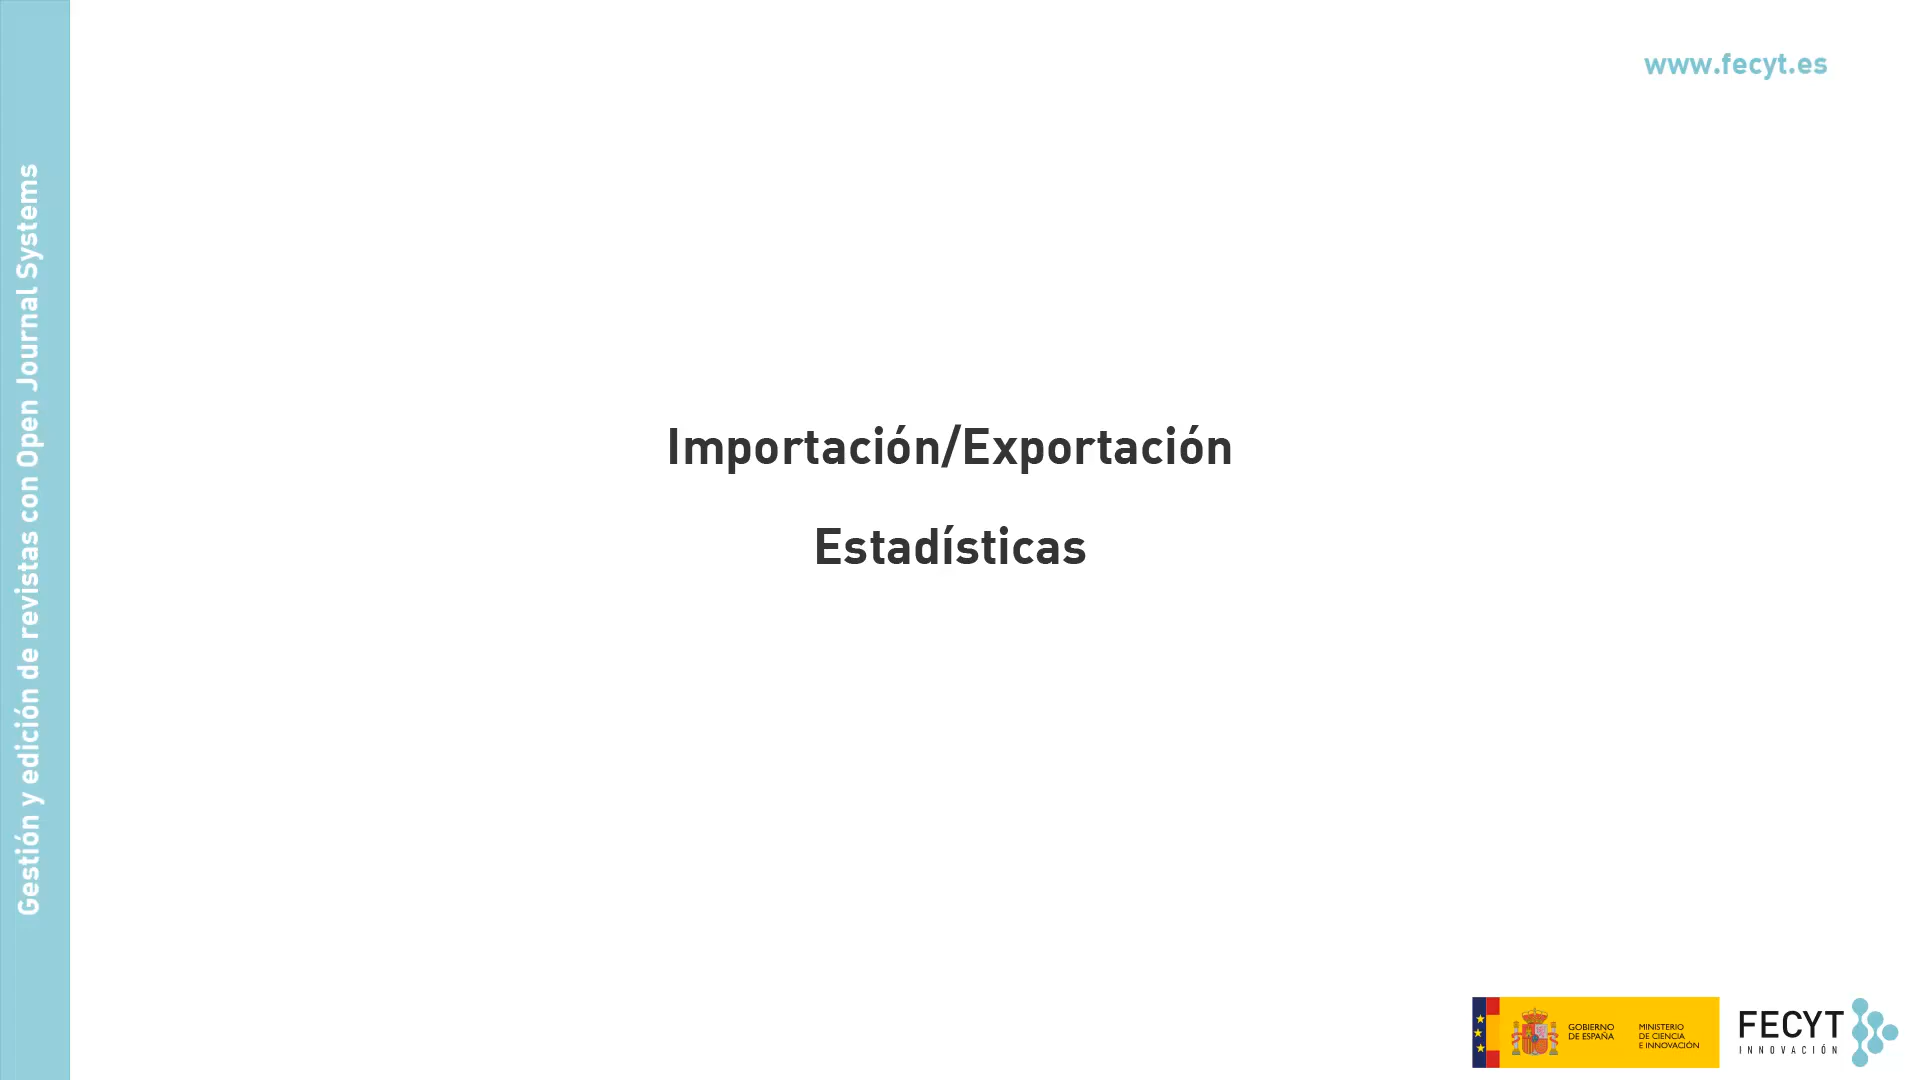 www.fecyt.es
Gestión y edición de revistas con Open Journal Systems
Importación/Exportación
Estadísticas
GOBIERNO
DE ESPAÑA
MINISTERIO
DE CIENCIA
E INNOVACIÓN
FECYT
INNOVACIÓN